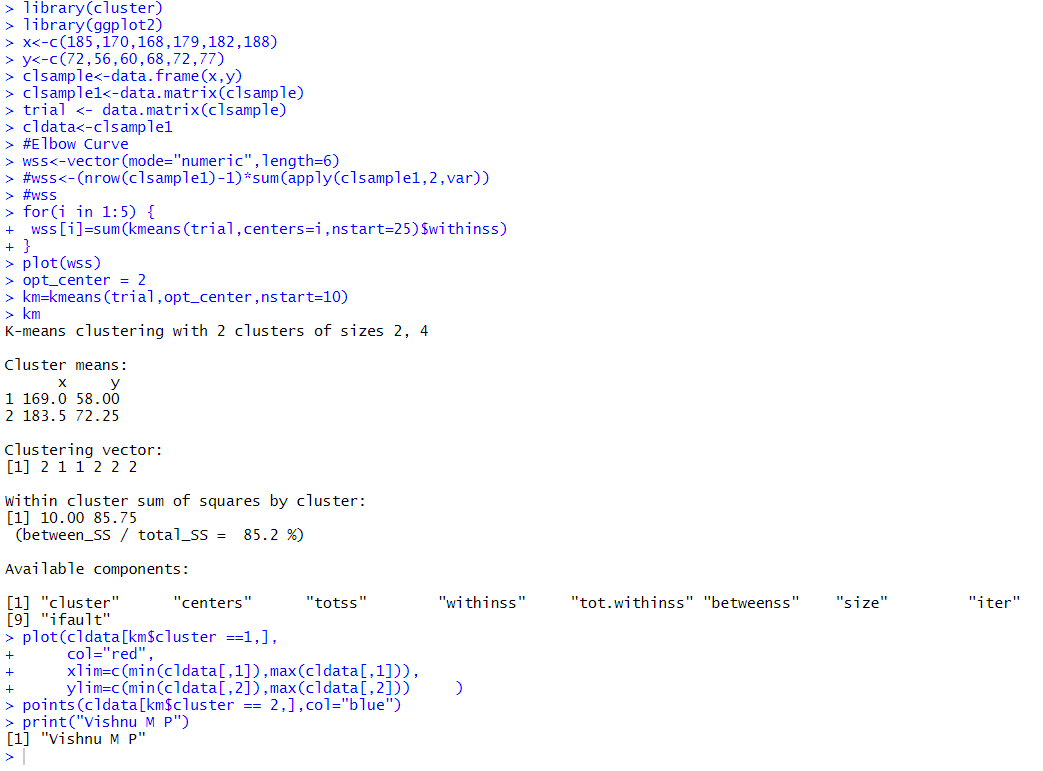 > library(cluster)
> library(ggplot2)
> x<-c(185,170,168,179,182,188)
> y<-c(72,56,60,68,72,77)
> clsample<-data.frame(x,y)
> clsample1<-data.matrix(clsample)
> trial <- data.matrix(clsample)
> cldata<-clsample1
> #Elbow Curve
> wss<-vector(mode="numeric",length=6)
> #wss<-(nrow(clsample1)-1)*sum(apply(clsample1,2,var))
> #wss
> for(i in 1:5) {
+  wss[i]=sum(kmeans(trial,centers=i,nstart=25)$withinss)
+ }
> plot(wss)
> opt_center = 2
> km=kmeans(trial,opt_center,nstart=10)
> km
K-means clustering with 2 clusters of sizes 2, 4

Cluster means:
      x     y
1 169.0 58.00
2 183.5 72.25

Clustering vector:
[1] 2 1 1 2 2 2

Within cluster sum of squares by cluster:
[1] 10.00 85.75
 (between_SS / total_SS =  85.2 %)

Available components:

[1] "cluster"      "centers"      "totss"        "withinss"     "tot.withinss" "betweenss"    "size"         "iter"
[9] "ifault"
> plot(cldata[km$cluster ==1,],
+      col="red",
+      xlim=c(min(cldata[,1]),max(cldata[,1])),
+      ylim=c(min(cldata[,2]),max(cldata[,2]))     )
> points(cldata[km$cluster == 2,],col="blue")
> print("Vishnu M P")
[1] "Vishnu M P"
>